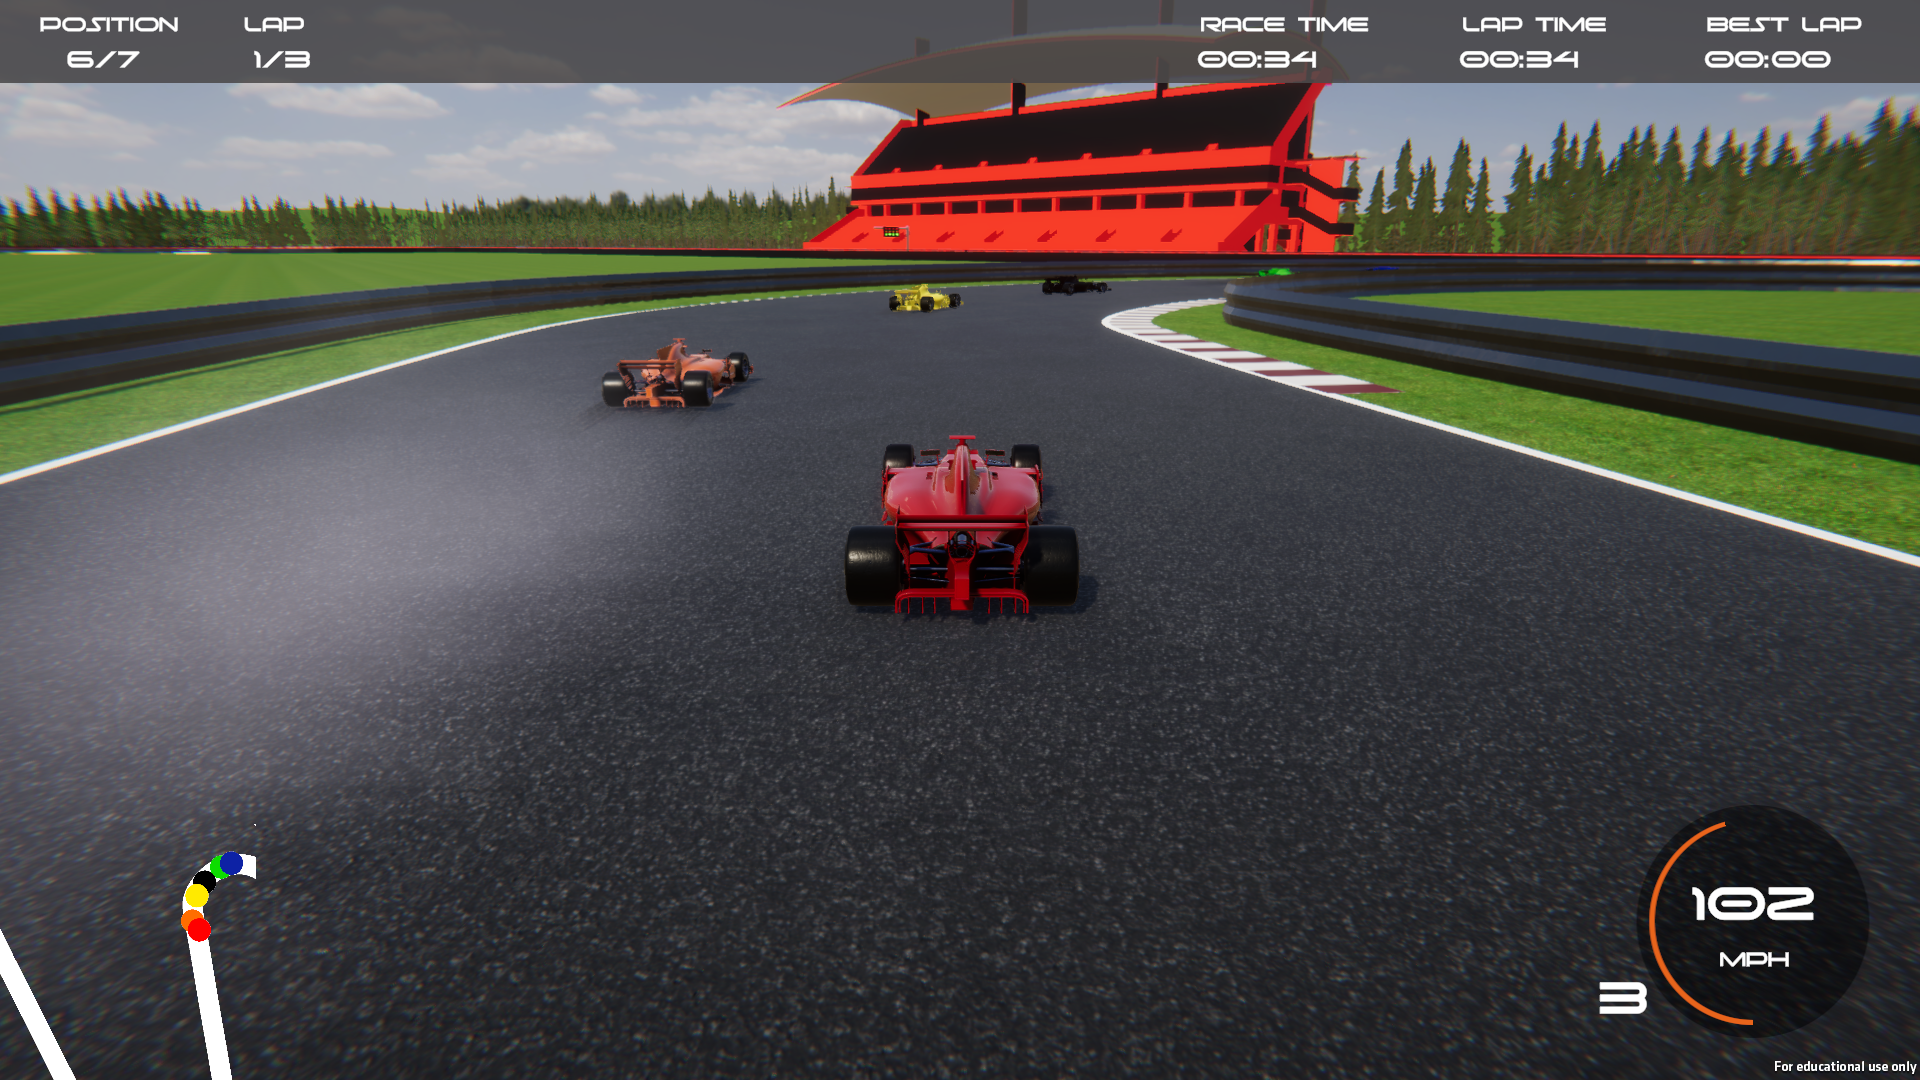 POSITION LAP RACE TIME LAP TIME BEST LAP
6/7 1/3 00:34 00:34 00:00
102
MPH
3
For educational use only